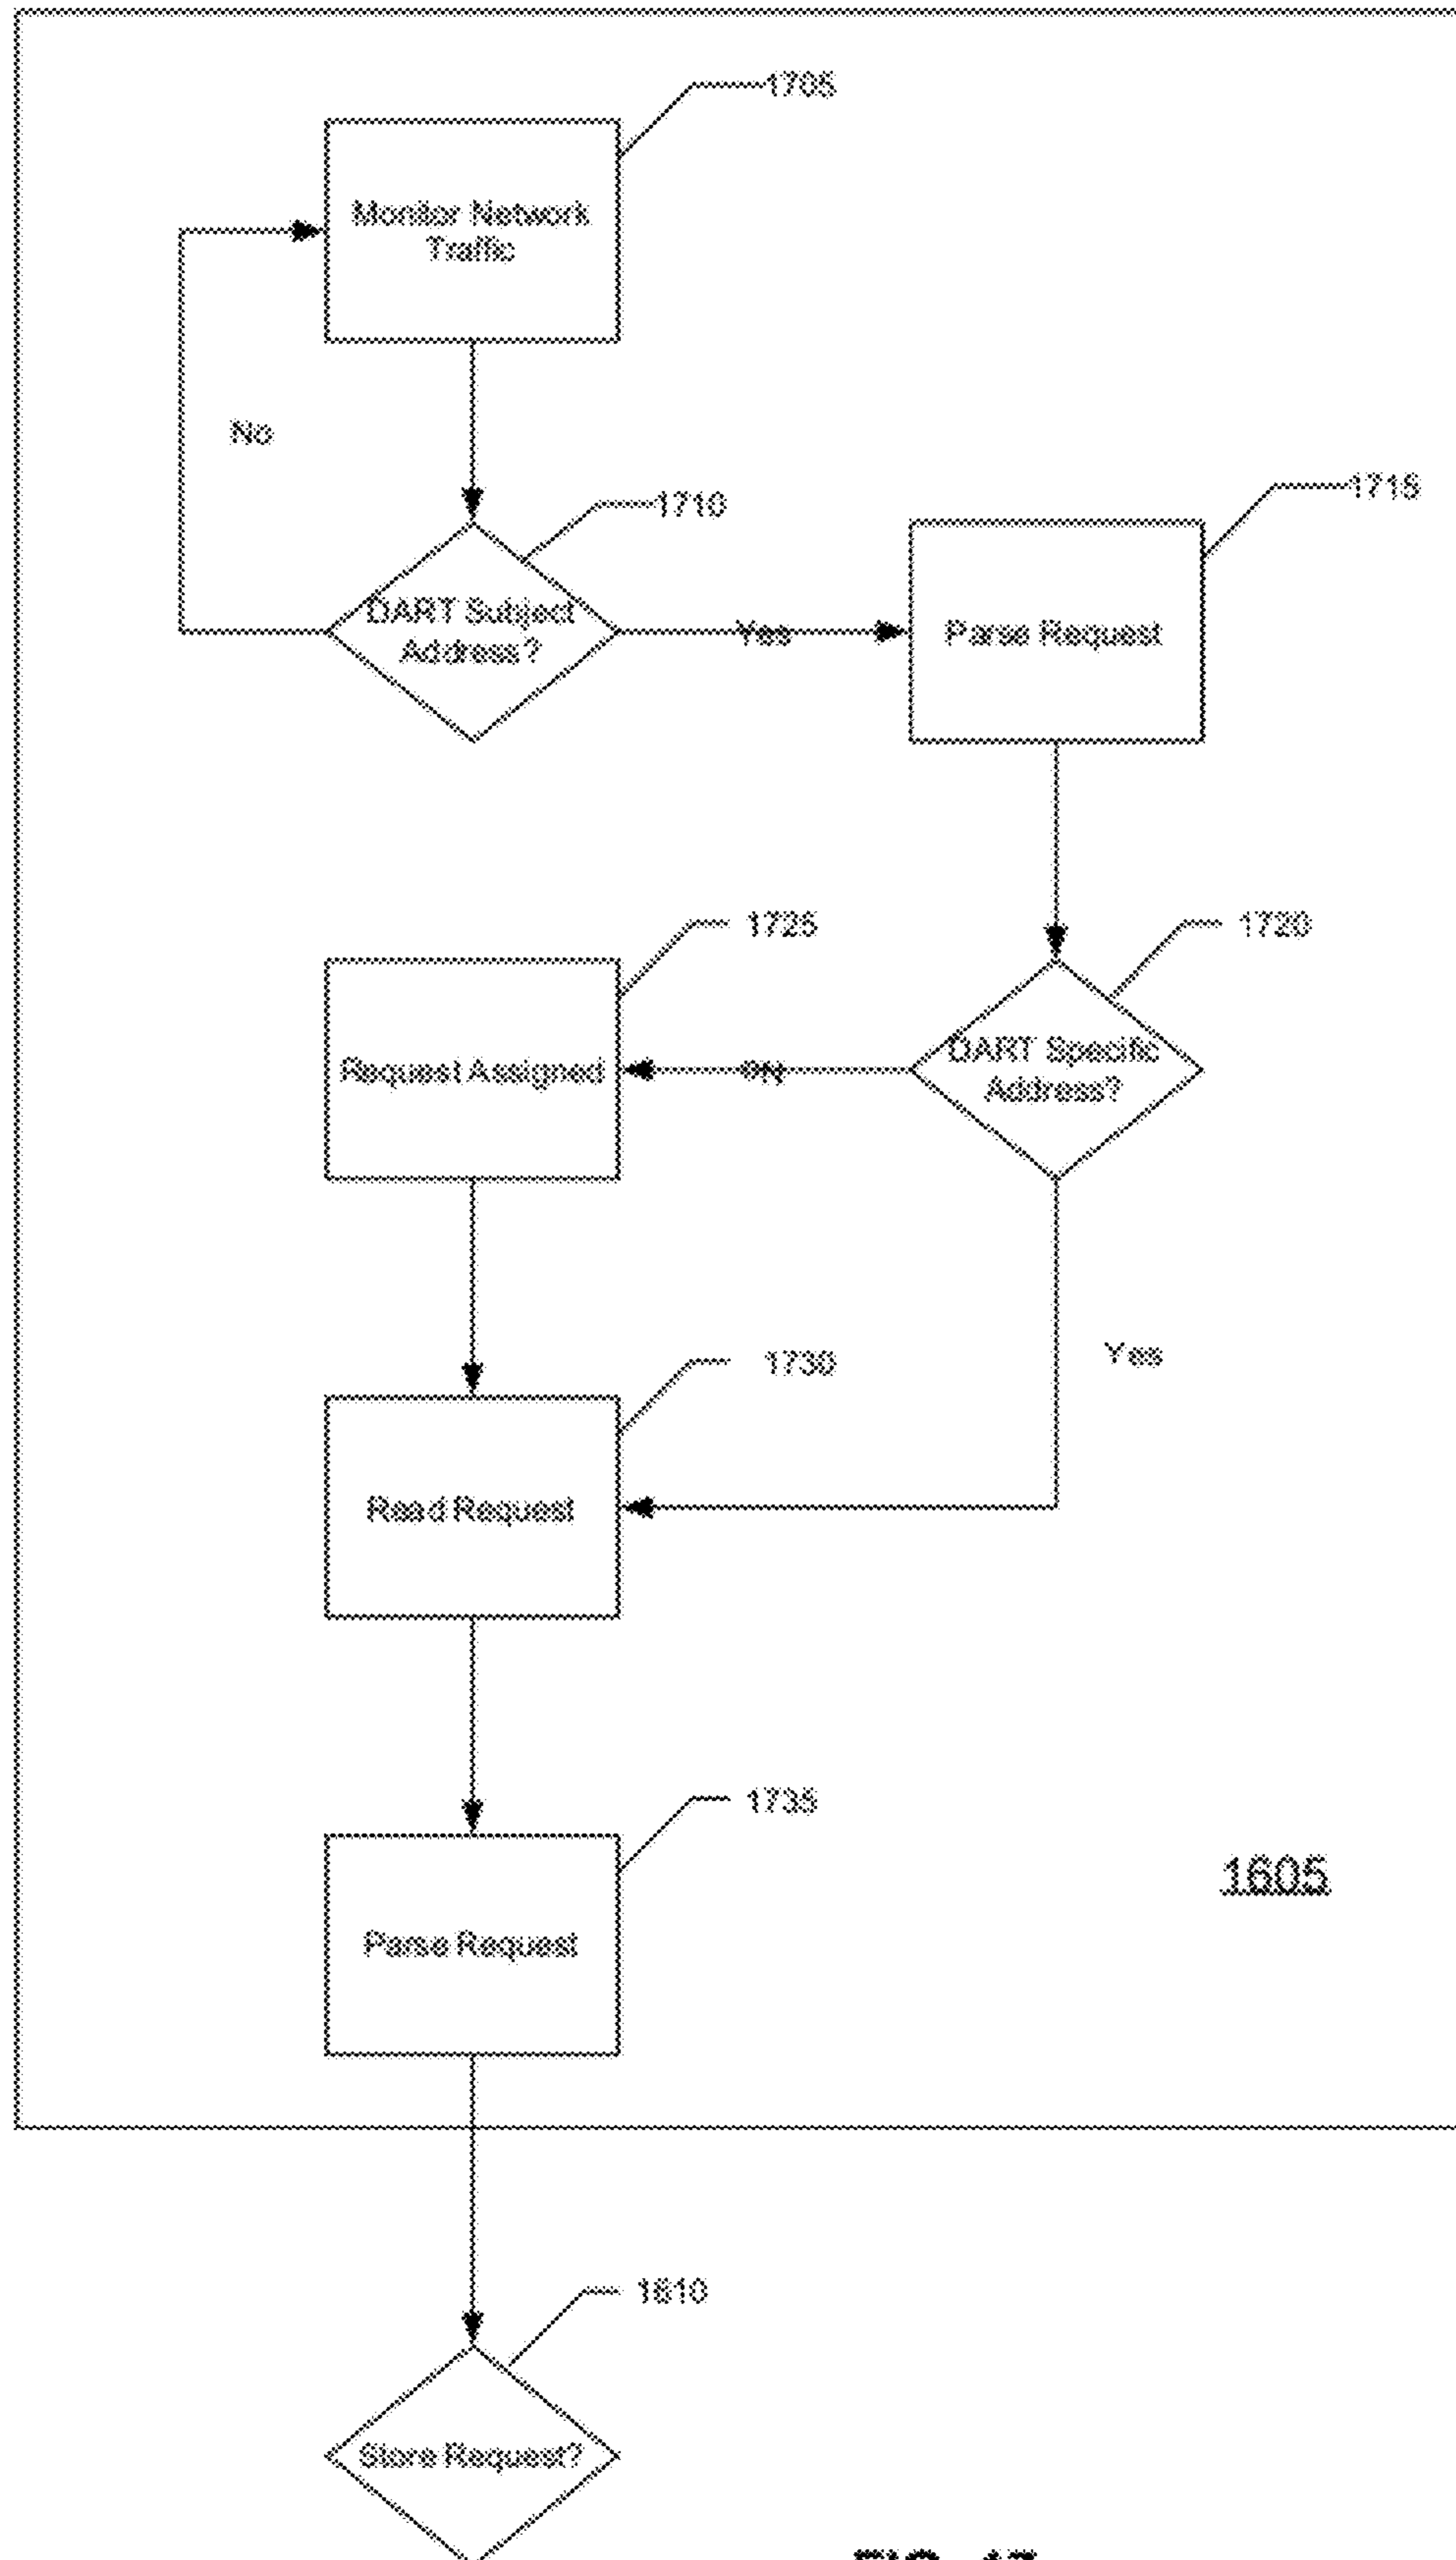 1705
Monitor Network
Traffic
No
1710
DART Subject
Address?
Yes
1715
Parse Request
1725
Request Assigned
No
1720
DART Specific
Address?
1730
Read Request
Yes
1735
Parse Request
1605
1610
Store Request?